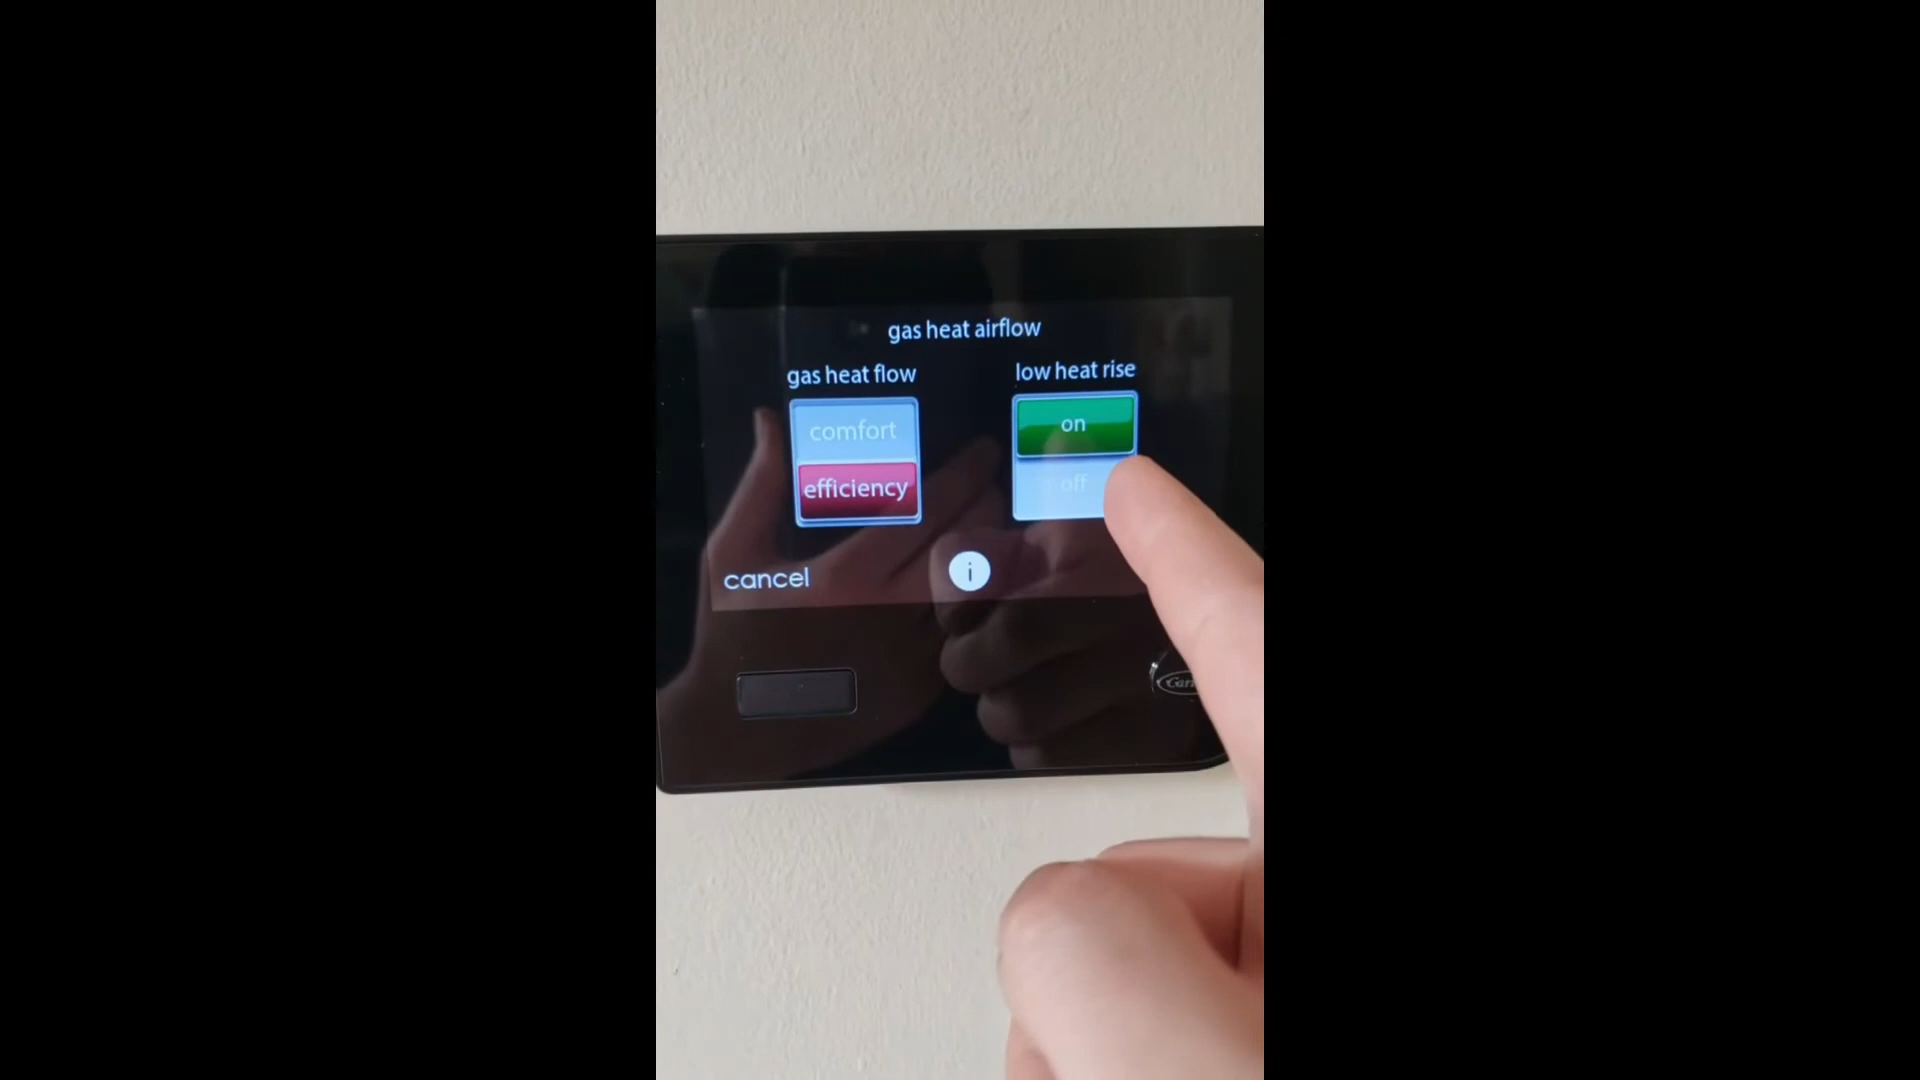 gas heat airflow
gas heat flow
low heat rise
comfort
on
efficiency
off
cancel
i